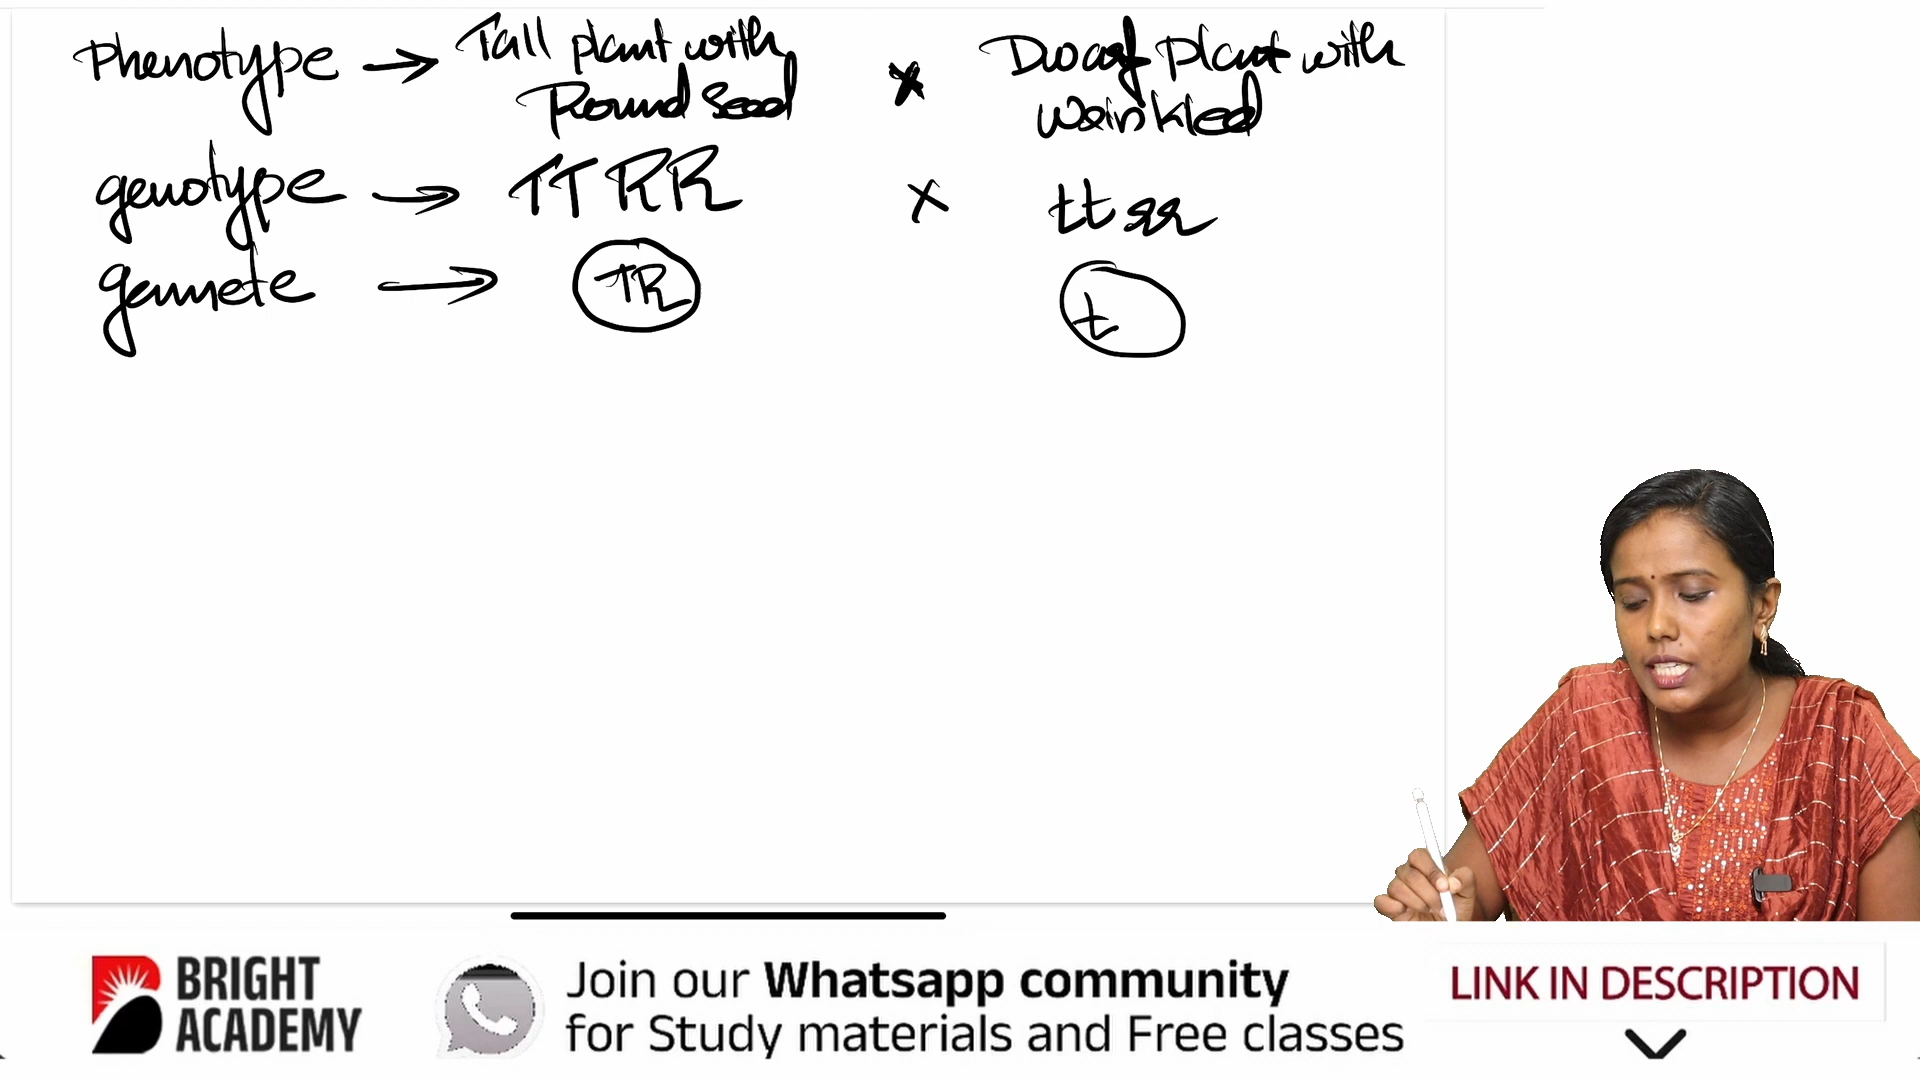 Phenotype → Tall plant with Round Seed × Dwarf plant with wrinkled
genotype → TTRR × ttrr
gamete → TR t
BRIGHT ACADEMY
Join our Whatsapp community
for Study materials and Free classes
LINK IN DESCRIPTION